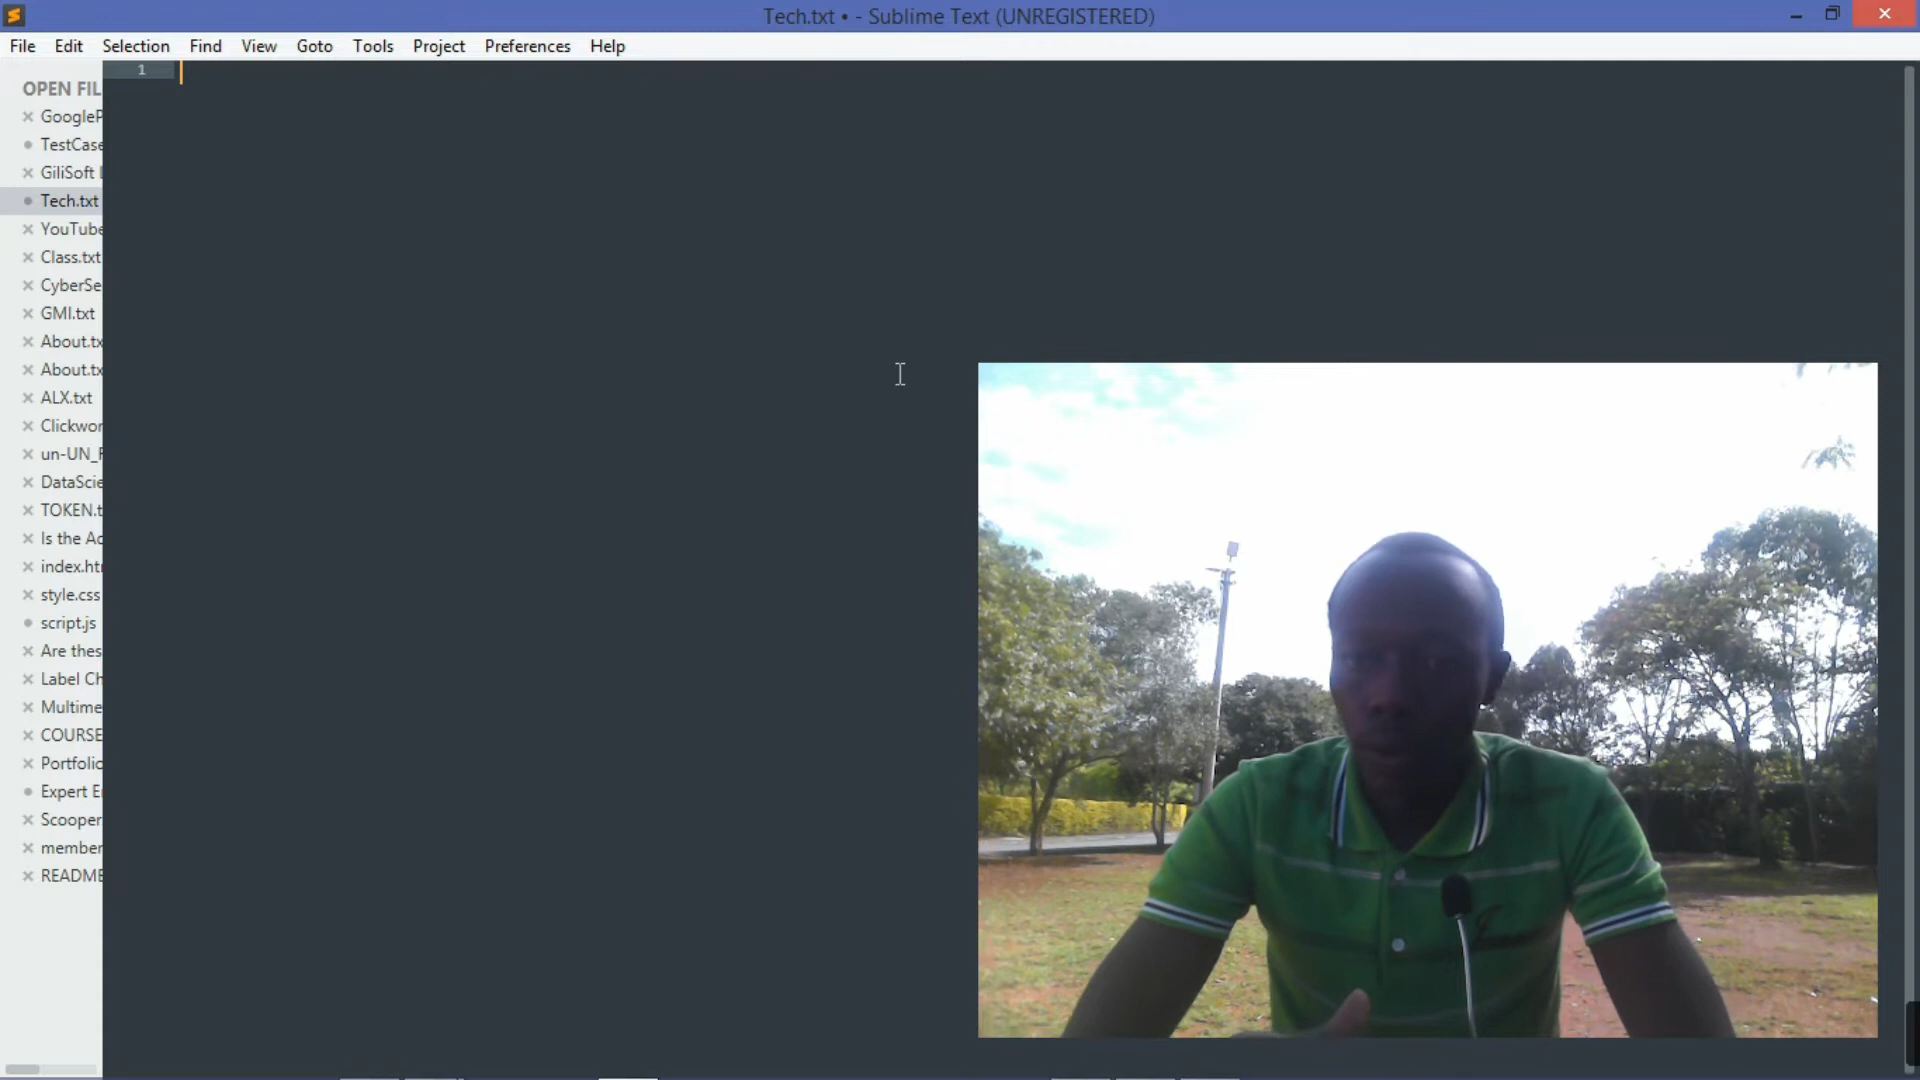 Tech.txt • - Sublime Text (UNREGISTERED)
File Edit Selection Find View Goto Tools Project Preferences Help
1
OPEN FIL
GoogleP
TestCase
GiliSoft L
Tech.txt
YouTube
Class.txt
CyberSe
GMI.txt
About.tx
About.tx
ALX.txt
Clickwor
un-UN_F
DataScie
TOKEN.t
Is the Ac
index.htm
style.css
script.js
Are thes
Label Ch
Multime
COURSE
Portfolio
Expert E
Scooper
member
README